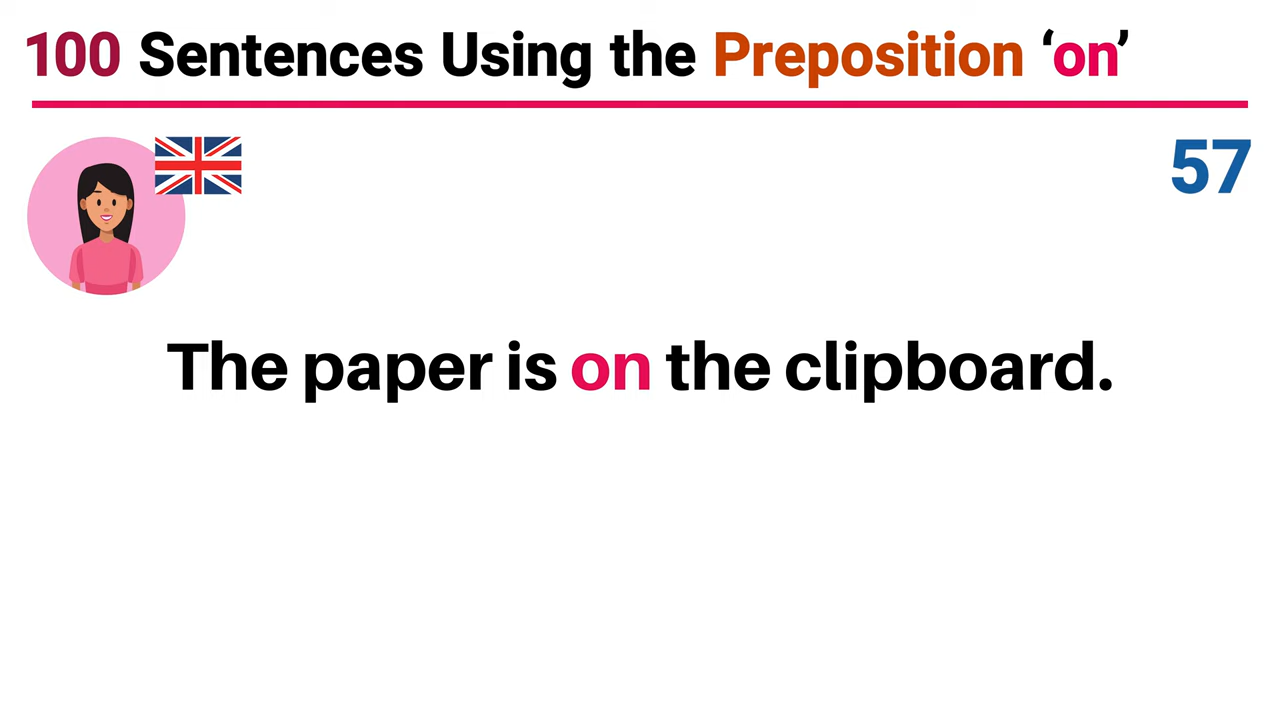 100 Sentences Using the Preposition ‘on’
57
The paper is on the clipboard.